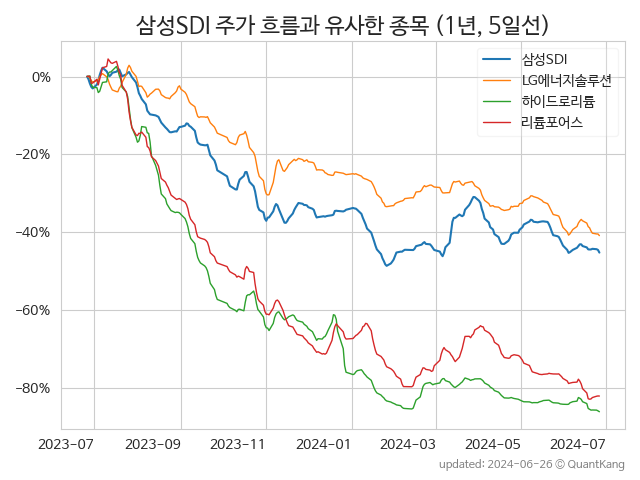 삼성SDI 주가 흐름과 유사한 종목 (1년, 5일선)
삼성SDI
LG에너지솔루션
하이드로리튬
리튬포어스
0%
−20%
−40%
−60%
−80%
2023-07 2023-09 2023-11 2024-01 2024-03 2024-05 2024-07
updated: 2024-06-26 © QuantKang